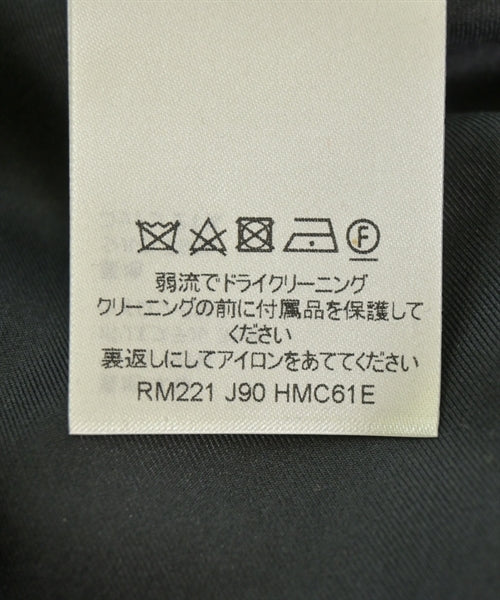 F
弱流でドライクリーニング
クリーニングの前に付属品を保護して
ください
裏返しにしてアイロンをあててください
RM221 J90 HMC61E